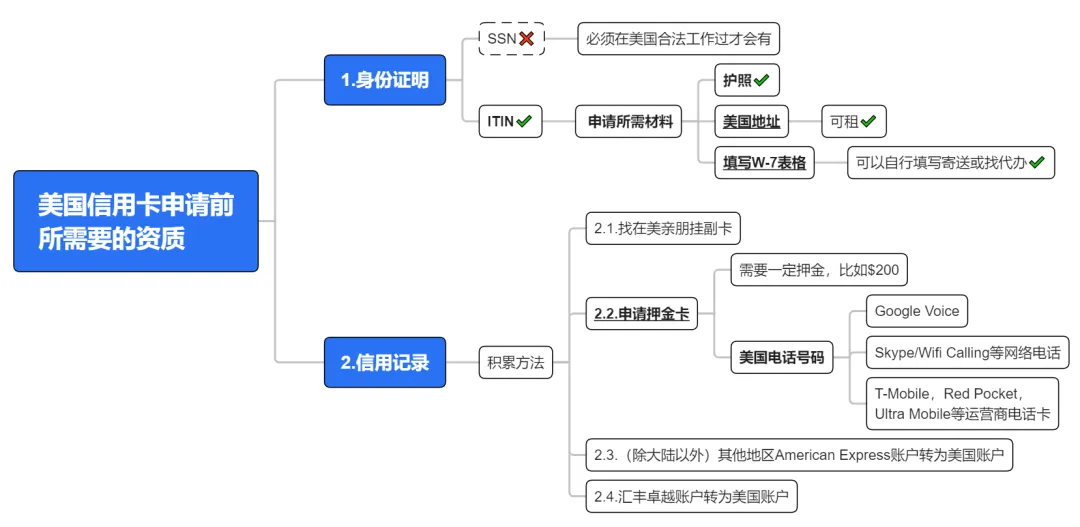 美国信用卡申请前
所需要的资质
1.身份证明
SSN❌
必须在美国合法工作过才会有
ITIN✔
申请所需材料
护照✔
美国地址
可租✔
填写W-7表格
可以自行填写寄送或找代办✔
2.信用记录
积累方法
2.1.找在美亲朋挂副卡
2.2.申请押金卡
需要一定押金，比如$200
美国电话号码
Google Voice
Skype/Wifi Calling等网络电话
T-Mobile，Red Pocket，
Ultra Mobile等运营商电话卡
2.3.（除大陆以外）其他地区American Express账户转为美国账户
2.4.汇丰卓越账户转为美国账户